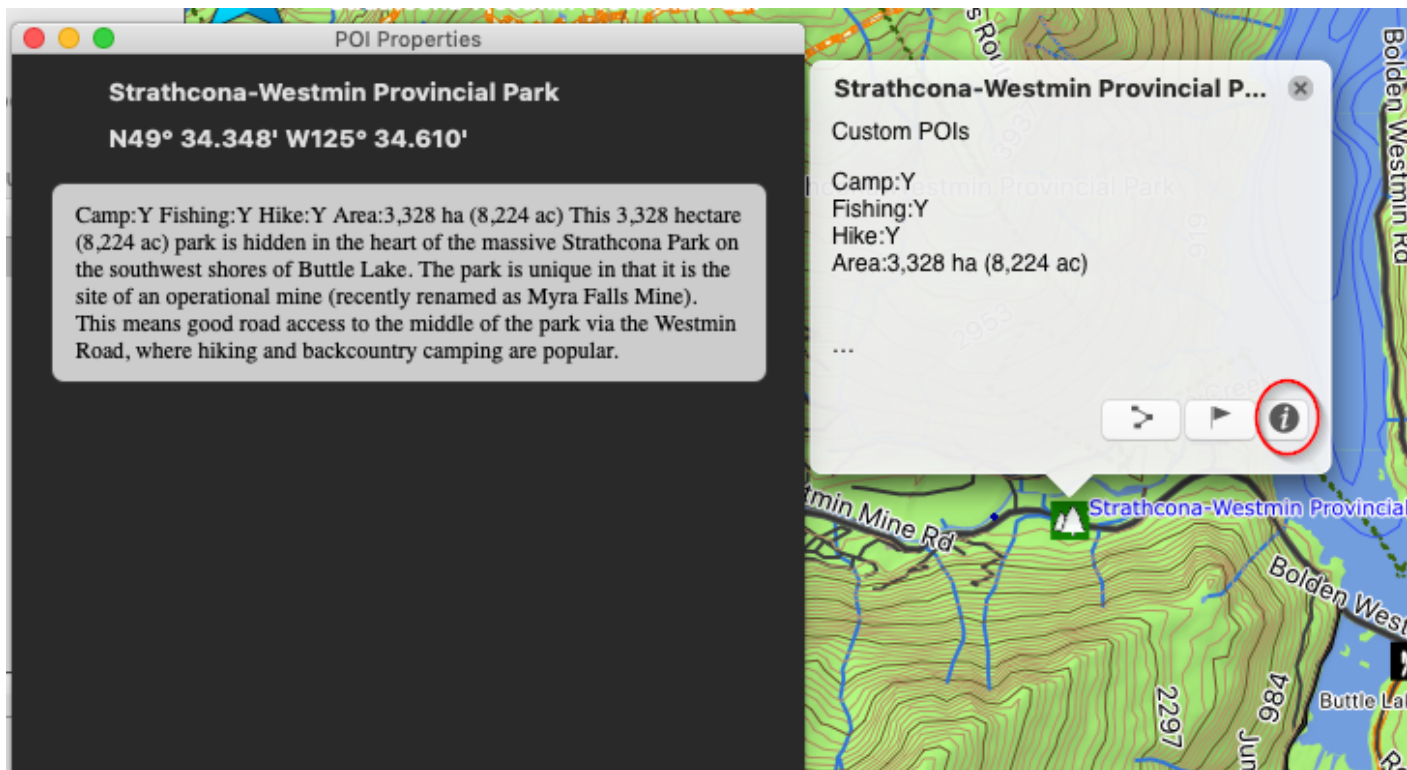 POI Properties
Strathcona-Westmin Provincial Park
N49° 34.348' W125° 34.610'
Camp:Y Fishing:Y Hike:Y Area:3,328 ha (8,224 ac) This 3,328 hectare
(8,224 ac) park is hidden in the heart of the massive Strathcona Park on
the southwest shores of Buttle Lake. The park is unique in that it is the
site of an operational mine (recently renamed as Myra Falls Mine).
This means good road access to the middle of the park via the Westmin
Road, where hiking and backcountry camping are popular.
Strathcona-Westmin Provincial P...
Custom POIs
Camp:Y
Fishing:Y
Hike:Y
Area:3,328 ha (8,224 ac)
...
i
3937
2953
919
Bolden Westmin Rd
tmin Mine Rd
Strathcona-Westmin Provincial
Bolden West
Buttle La
2297
984